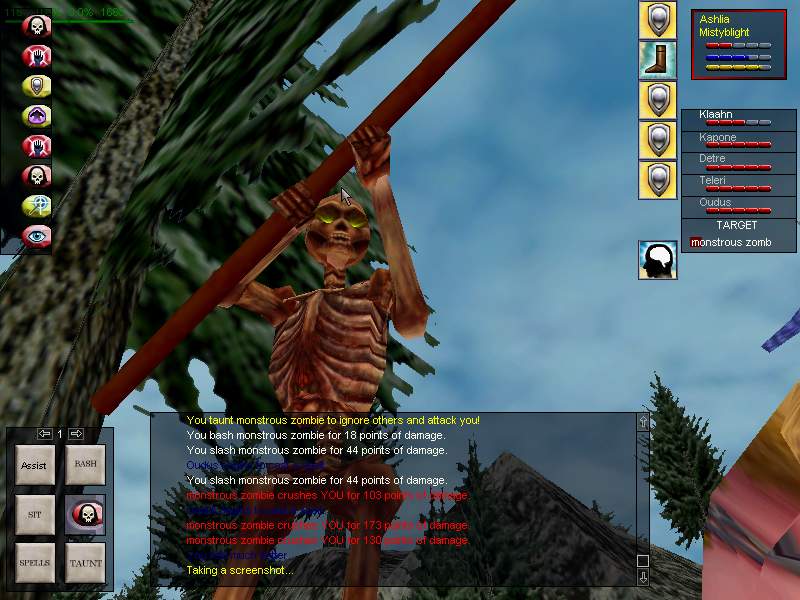 Ashlia
Mistyblight
Klaahn
Kapone
Detre
Teleri
Oudus
TARGET
monstrous zomb
1
Assist
BASH
SIT
SPELLS
TAUNT
You taunt monstrous zombie to ignore others and attack you!
You bash monstrous zombie for 18 points of damage.
You slash monstrous zombie for 44 points of damage.
Oudus
You slash monstrous zombie for 44 points of damage.
monstrous zombie crushes YOU for 103 points of damage.
monstrous zombie crushes YOU for 173 points of damage.
monstrous zombie crushes YOU for 130 points of damage.
much better
Taking a screenshot...